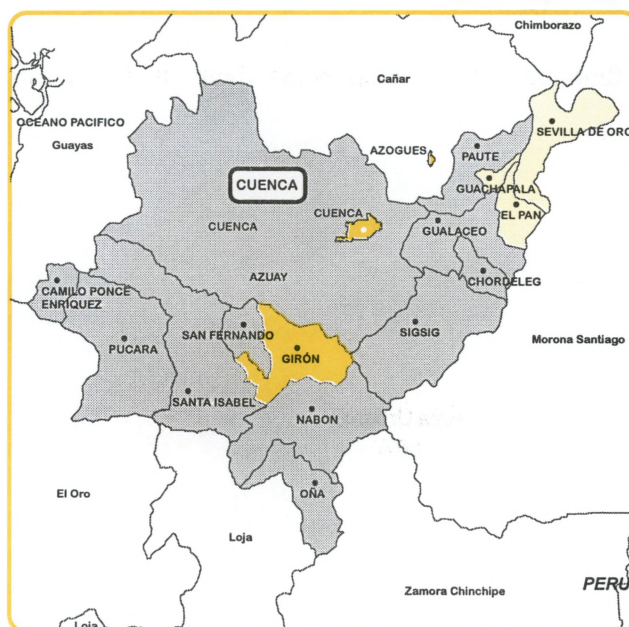 Chimborazo
Cañar
OCEANO PACIFICO
Guayas
SEVILLA DE ORO
AZOGUES
PAUTE
CUENCA
GUACHAPALA
CUENCA
EL PAN
CUENCA
GUALACEO
AZUAY
CHORDELEG
CAMILO PONCE
ENRIQUEZ
SAN FERNANDO
SIGSIG
PUCARA
GIRÓN
Morona Santiago
SANTA ISABEL
NABON
El Oro
OÑA
Loja
Zamora Chinchipe
PERU
Loja